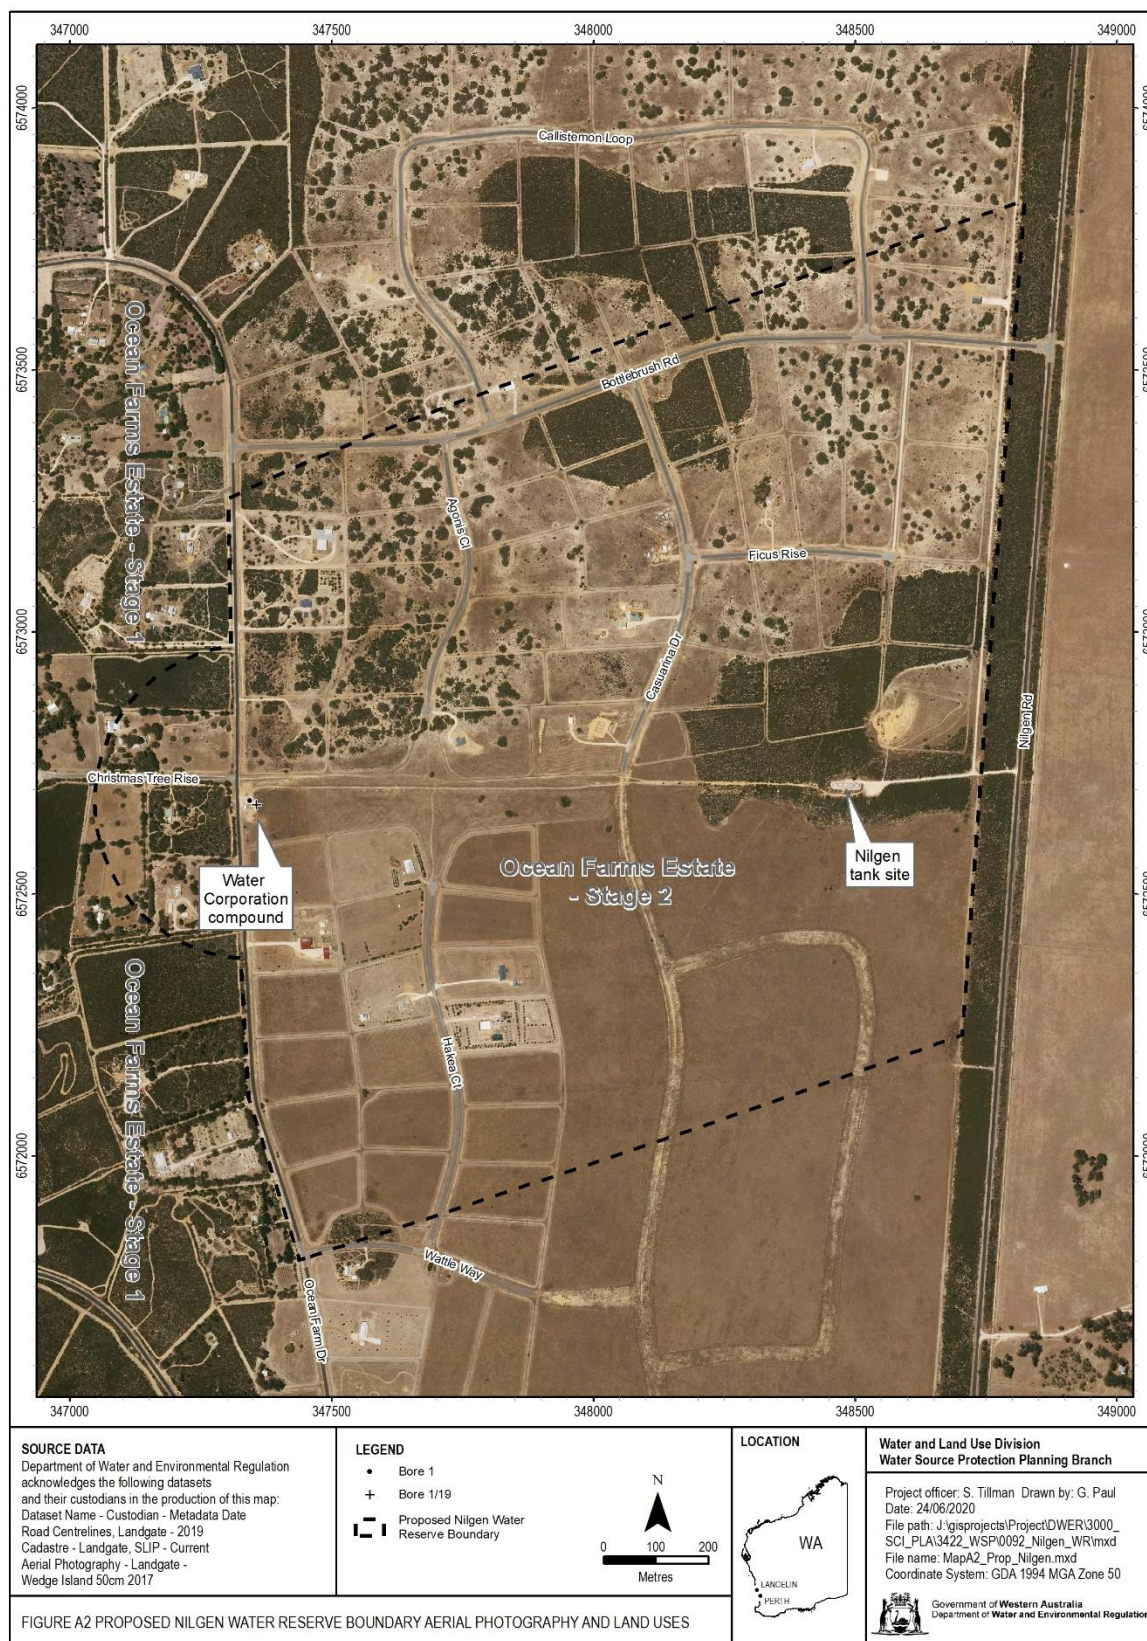 347000
347500
348000
348500
349000
6574000
6574000
Callistemon Loop
Ocean Farms Estate - Stage 1
6573500
6573500
Bottlebrush Rd
Agonis Cl
Ficus Rise
6573000
6573000
Casuarina Dr
Nilgen Rd
Christmas Tree Rise
Water
Corporation
compound
Ocean Farms Estate
- Stage 2
Nilgen
tank site
6572500
6572500
Ocean Farms Estate - Stage 1
Hakea Ct
6572000
6572000
Wattle Way
Ocean Farm Dr
347000
347500
348000
348500
349000
SOURCE DATA
Department of Water and Environmental Regulation
acknowledges the following datasets
and their custodians in the production of this map:
Dataset Name - Custodian - Metadata Date
Road Centrelines, Landgate - 2019
Cadastre - Landgate, SLIP - Current
Aerial Photography - Landgate -
Wedge Island 50cm 2017
LEGEND
Bore 1
Bore 1/19
Proposed Nilgen Water
Reserve Boundary
N
0 100 200
Metres
LOCATION
WA
LANCELIN
PERTH
Water and Land Use Division
Water Source Protection Planning Branch
Project officer: S. Tillman Drawn by: G. Paul
Date: 24/06/2020
File path: J:\gisprojects\Project\DWER\3000_
SCI_PLA\3422_WSP\0092_Nilgen_WR\mxd
File name: MapA2_Prop_Nilgen.mxd
Coordinate System: GDA 1994 MGA Zone 50
Government of Western Australia
Department of Water and Environmental Regulation
FIGURE A2 PROPOSED NILGEN WATER RESERVE BOUNDARY AERIAL PHOTOGRAPHY AND LAND USES